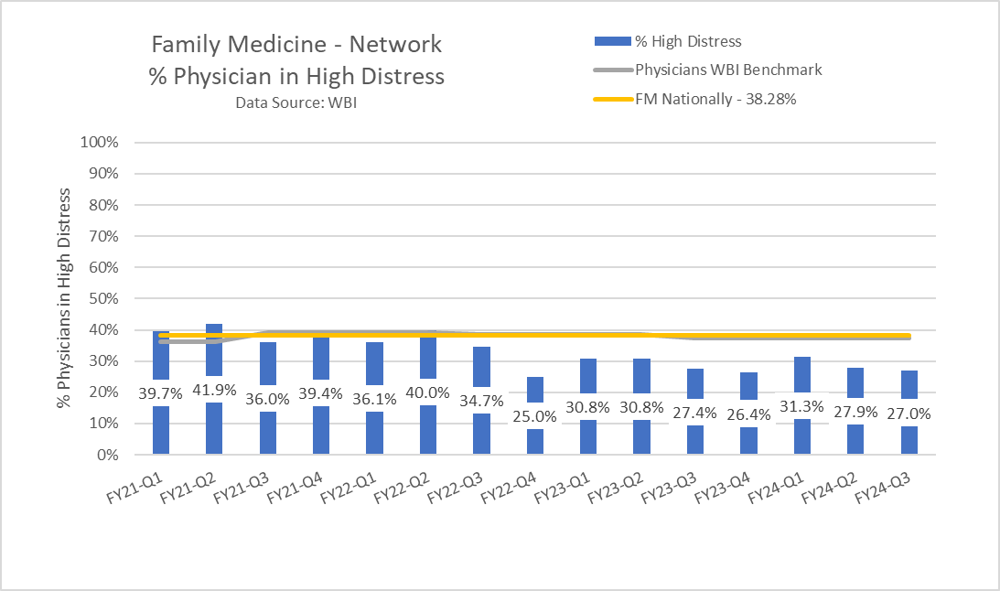 Family Medicine - Network
% Physician in High Distress
Data Source: WBI
% High Distress
Physicians WBI Benchmark
FM Nationally - 38.28%
% Physicians in High Distress
100%
90%
80%
70%
60%
50%
40%
30%
20%
10%
0%
39.7%
41.9%
36.0%
39.4%
36.1%
40.0%
34.7%
25.0%
30.8%
30.8%
27.4%
26.4%
31.3%
27.9%
27.0%
FY21-Q1
FY21-Q2
FY21-Q3
FY21-Q4
FY22-Q1
FY22-Q2
FY22-Q3
FY22-Q4
FY23-Q1
FY23-Q2
FY23-Q3
FY23-Q4
FY24-Q1
FY24-Q2
FY24-Q3